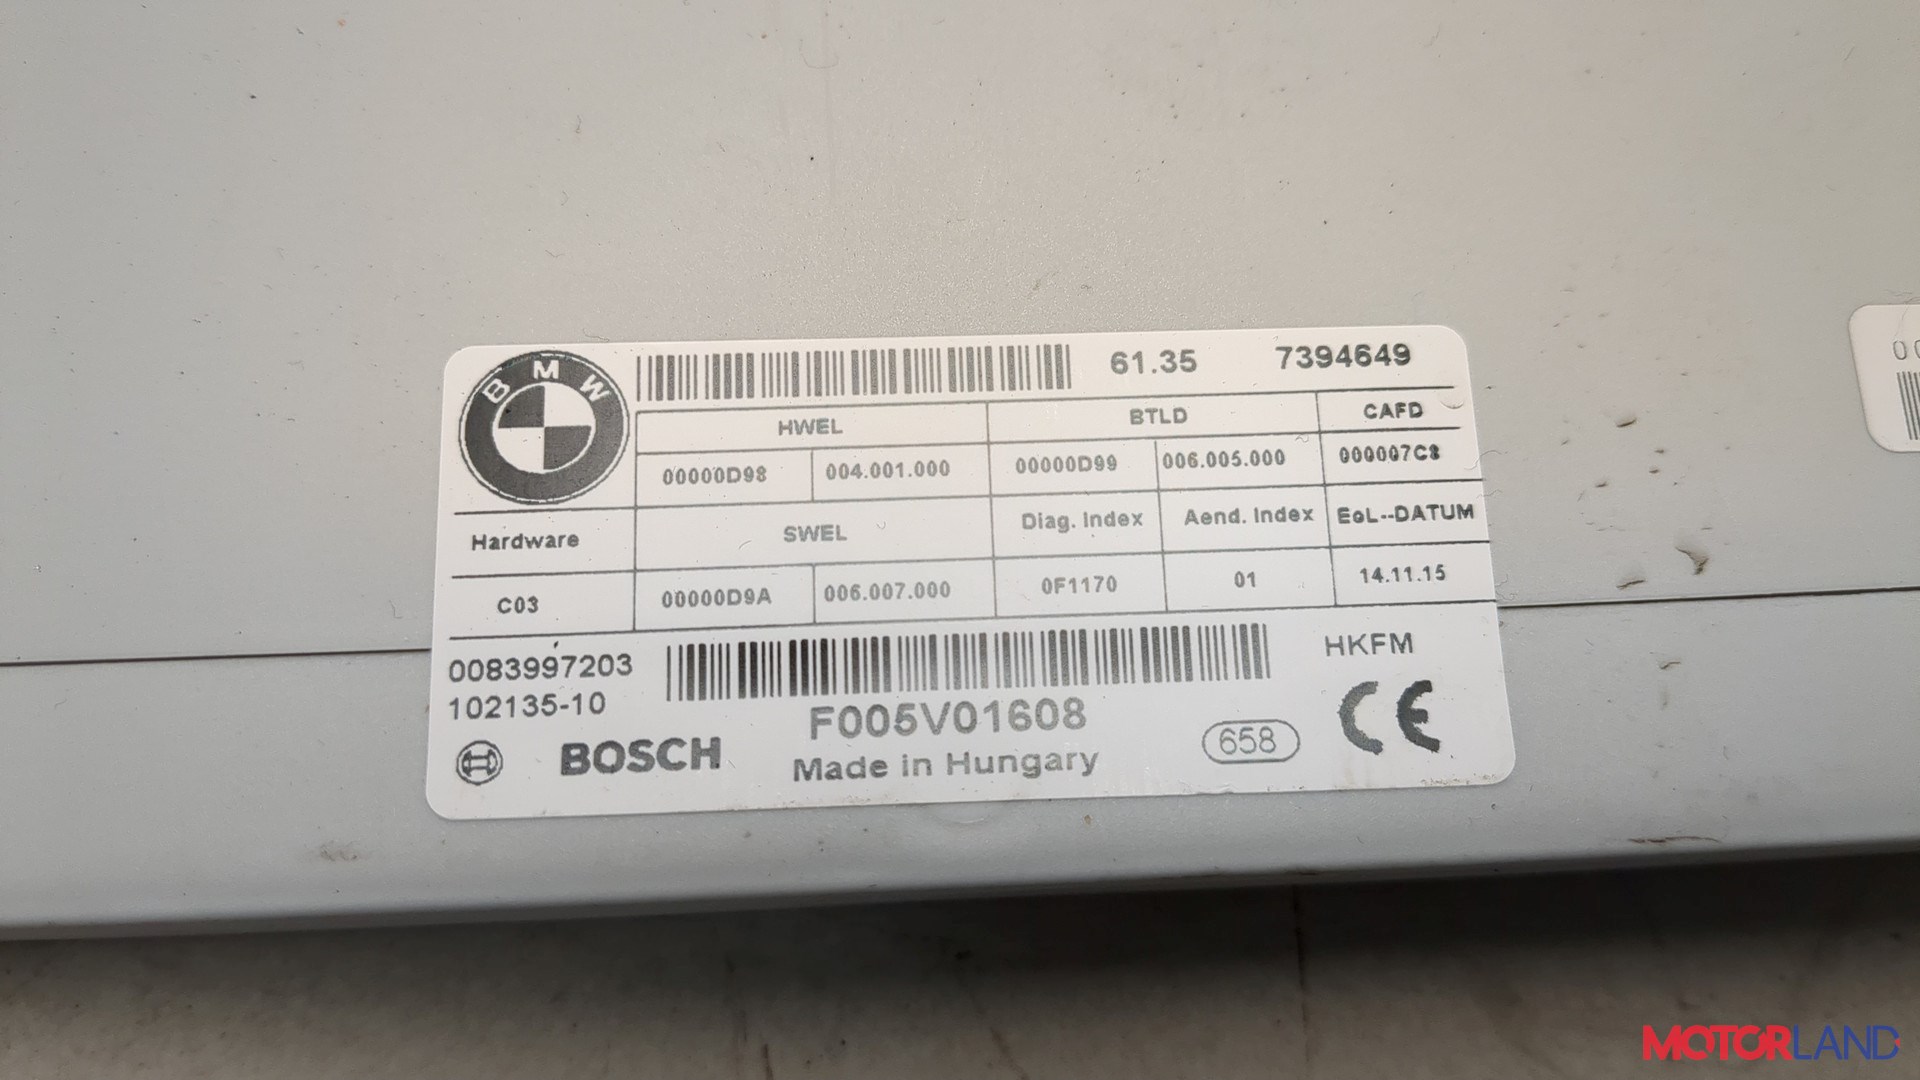 BMW
61.35 7394649
HWEL BTLD CAFD
00000D98 004.001.000 00000D99 006.005.000 000007C8
Hardware SWEL Diag. Index Aend. Index EoL--DATUM
C03 00000D9A 006.007.000 0F1170 01 14.11.15
0083997203 HKFM
102135-10
F005V01608
BOSCH Made in Hungary 658 CE
MOTORLAND